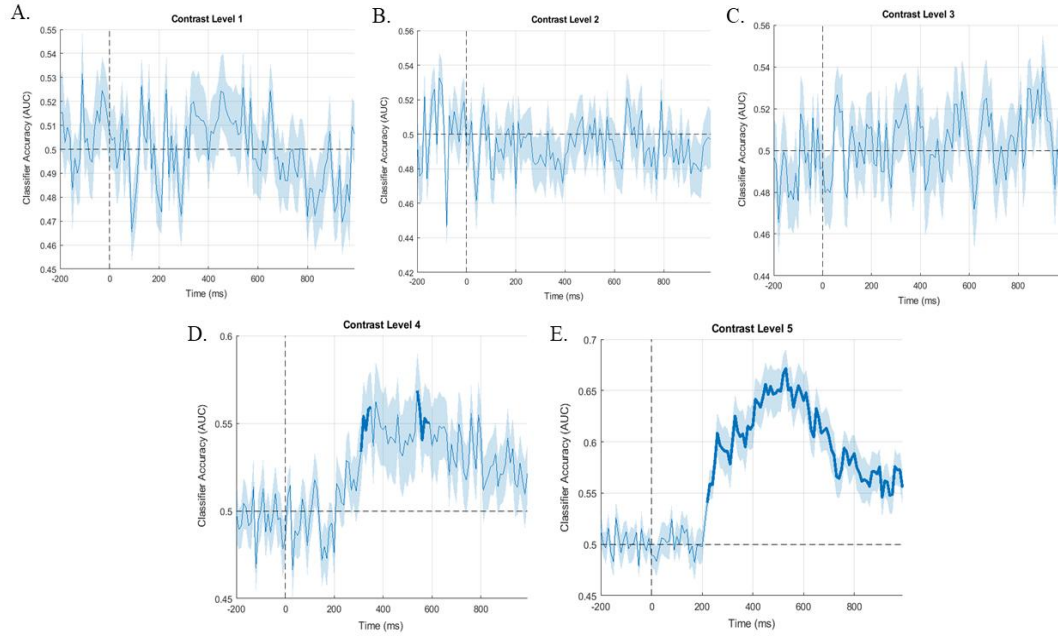 A.
Contrast Level 1
Classifier Accuracy (AUC)
0.55
0.54
0.53
0.52
0.51
0.5
0.49
0.48
0.47
0.46
0.45
-200 0 200 400 600 800
Time (ms)
B.
Contrast Level 2
Classifier Accuracy (AUC)
0.56
0.54
0.52
0.5
0.48
0.46
0.44
0.42
-200 0 200 400 600 800
Time (ms)
C.
Contrast Level 3
Classifier Accuracy (AUC)
0.56
0.54
0.52
0.5
0.48
0.46
0.44
-200 0 200 400 600 800
Time (ms)
D.
Contrast Level 4
Classifier Accuracy (AUC)
0.6
0.55
0.5
0.45
-200 0 200 400 600 800
Time (ms)
E.
Contrast Level 5
Classifier Accuracy (AUC)
0.7
0.65
0.6
0.55
0.5
0.45
-200 0 200 400 600 800
Time (ms)